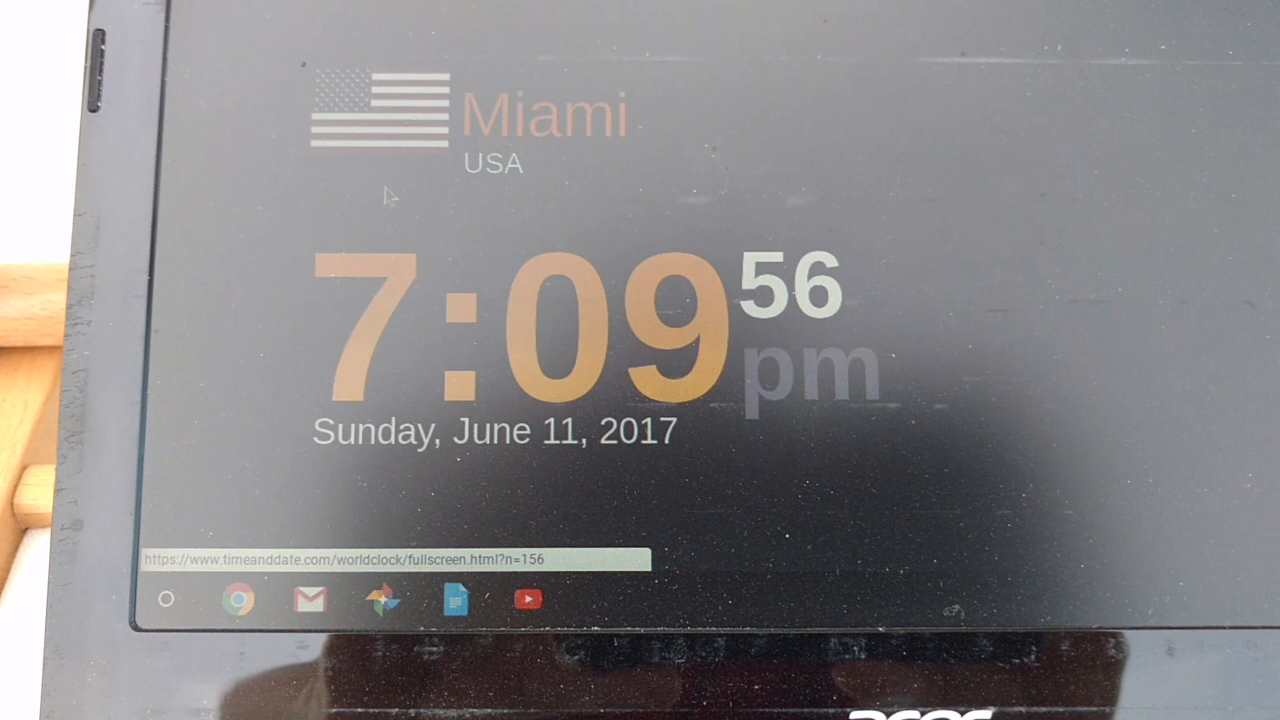 Miami
USA
7:09 56 pm
Sunday, June 11, 2017
https://www.timeanddate.com/worldclock/fullscreen.html?n=156
acer